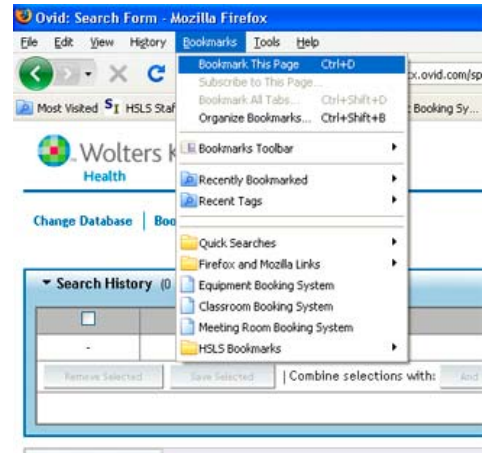 Ovid: Search Form - Mozilla Firefox
File Edit View History Bookmarks Tools Help
Bookmark This Page Ctrl+D
Subscribe to This Page...
Bookmark All Tabs... Ctrl+Shift+D
Organize Bookmarks... Ctrl+Shift+B
Bookmarks Toolbar
Recently Bookmarked
Recent Tags
Quick Searches
Firefox and Mozilla Links
Equipment Booking System
Classroom Booking System
Meeting Room Booking System
HSLS Bookmarks
.ovid.com/sp
Most Visited HSLS Staf
Booking Sy...
Wolters K
Health
Change Database Boo
Search History (0
-
Remove Selected Save Selected Combine selections with: And